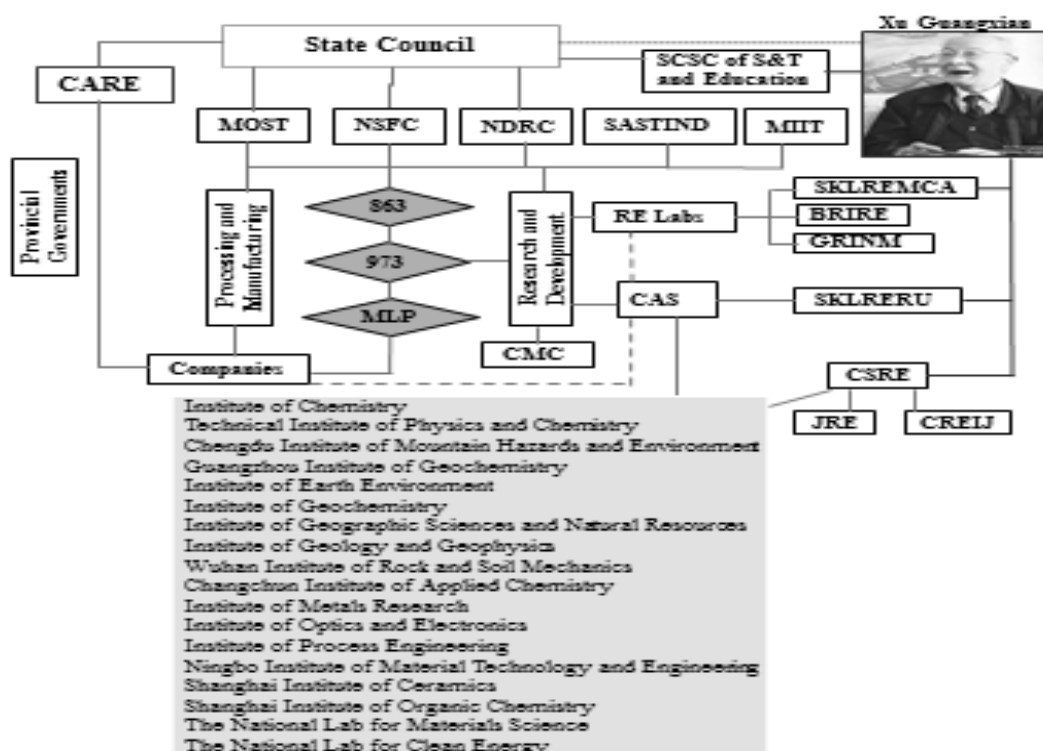 Xu Guangxian
State Council
SCSC of S&T
and Education
CARE
MOST
NSFC
NDRC
SASTIND
MIIT
Provincial
Governments
Processing and
Manufacturing
863
973
MLP
Research and
Development
RE Labs
SKLREMCA
BRIRE
GRINM
CAS
SKLRERU
CMC
Companies
CSRE
JRE
CREIJ
Institute of Chemistry
Technical Institute of Physics and Chemistry
Chengdu Institute of Mountain Hazards and Environment
Guangzhou Institute of Geochemistry
Institute of Earth Environment
Institute of Geochemistry
Institute of Geographic Sciences and Natural Resources
Institute of Geology and Geophysics
Wuhan Institute of Rock and Soil Mechanics
Changchun Institute of Applied Chemistry
Institute of Metals Research
Institute of Optics and Electronics
Institute of Process Engineering
Ningbo Institute of Material Technology and Engineering
Shanghai Institute of Ceramics
Shanghai Institute of Organic Chemistry
The National Lab for Materials Science
The National Lab for Clean Energy